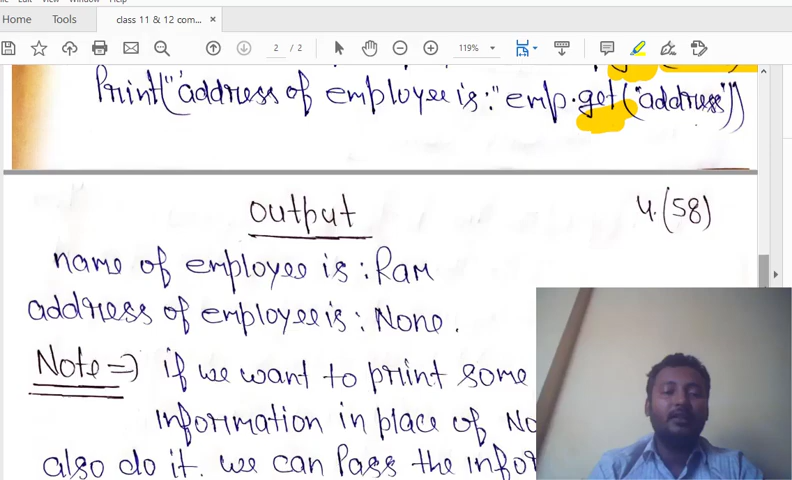 Home Tools class 11 & 12 com... ×
2 / 2 119%
Print("address of employee is:" emp.get("address"))
output 4.(58)
name of employee is : Ram
address of employee is : None.
Note => if we want to print some
information in place of No
also do it. we can Pass the infor